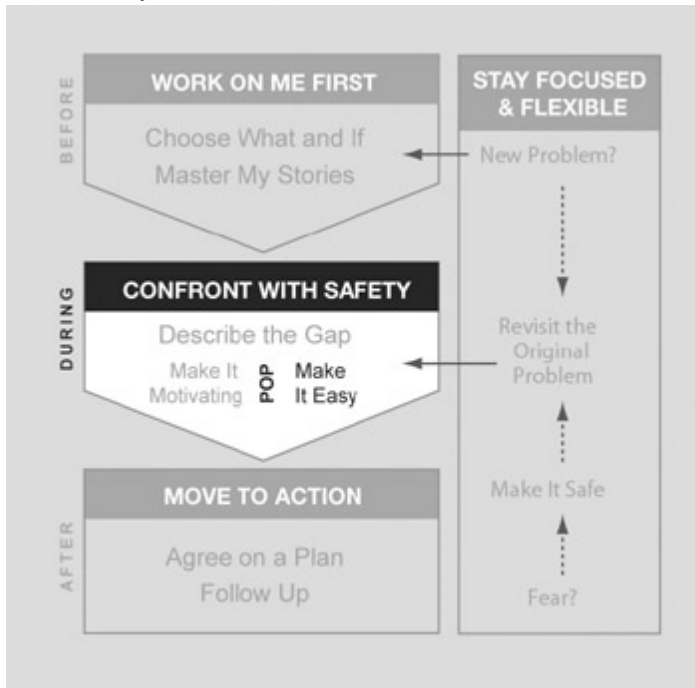 BEFORE
WORK ON ME FIRST
Choose What and If
Master My Stories
DURING
CONFRONT WITH SAFETY
Describe the Gap
Make It
Motivating
POP
Make
It Easy
AFTER
MOVE TO ACTION
Agree on a Plan
Follow Up
STAY FOCUSED
& FLEXIBLE
New Problem?
Revisit the
Original
Problem
Make It Safe
Fear?